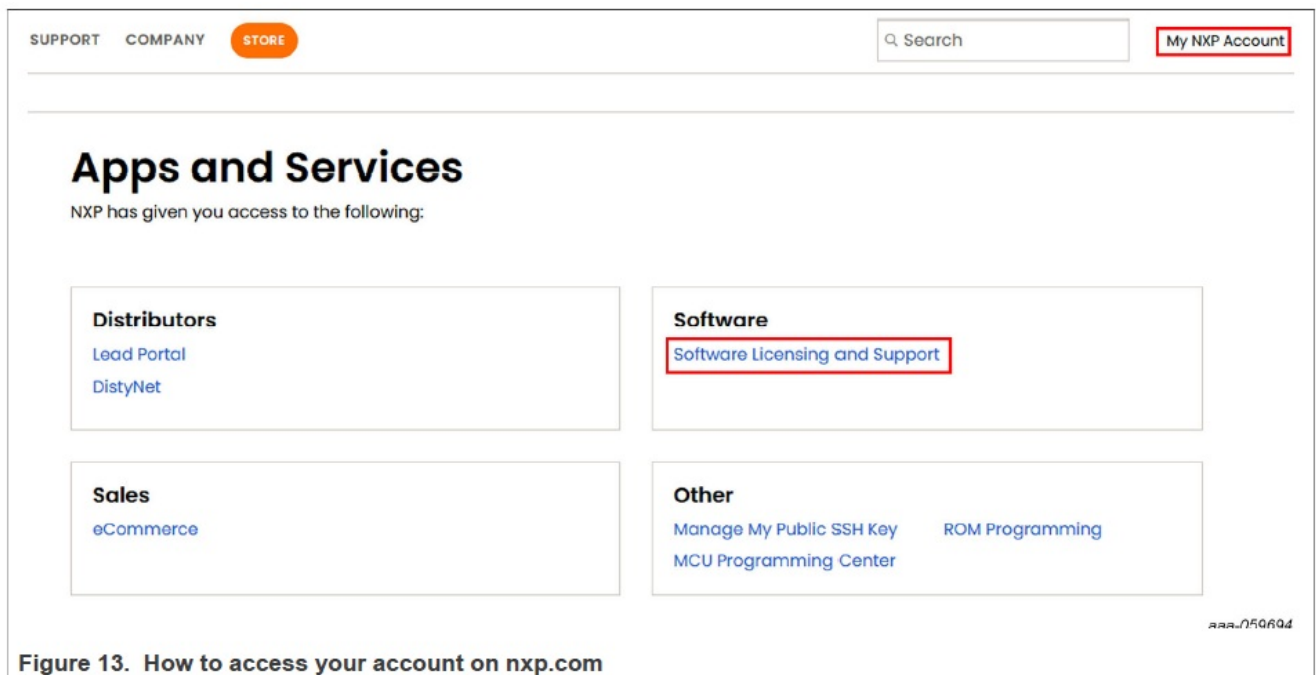 SUPPORT COMPANY STORE Search My NXP Account
Apps and Services
NXP has given you access to the following:
Distributors
Lead Portal
DistyNet
Software
Software Licensing and Support
Sales
eCommerce
Other
Manage My Public SSH Key ROM Programming
MCU Programming Center
aaa-059694
Figure 13. How to access your account on nxp.com